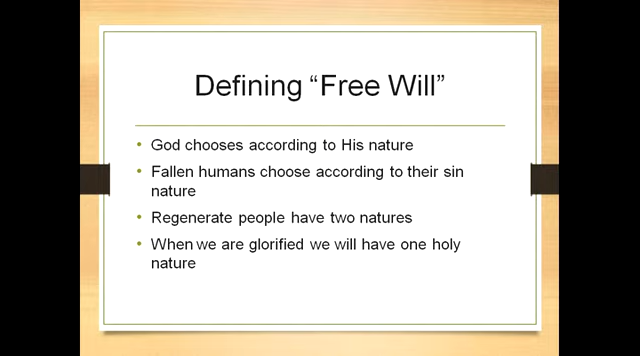 Defining “Free Will”
• God chooses according to His nature
• Fallen humans choose according to their sin
nature
• Regenerate people have two natures
• When we are glorified we will have one holy
nature